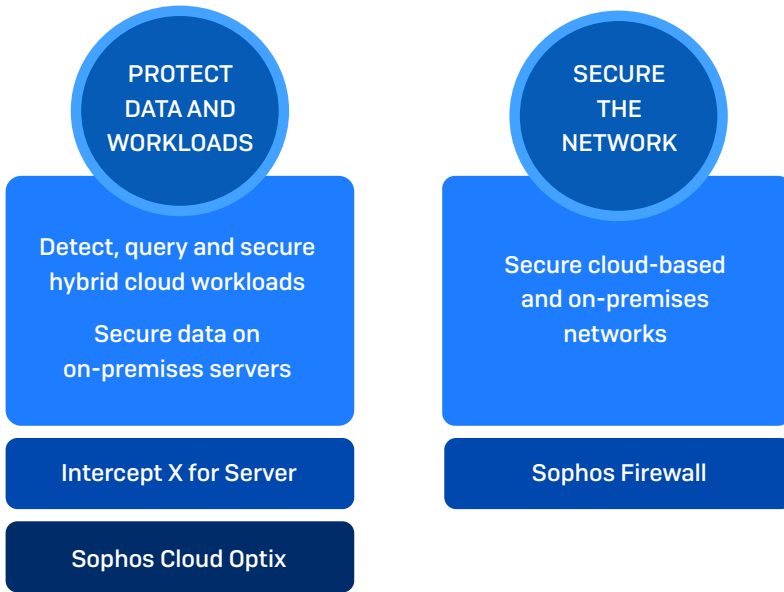 PROTECT
DATA AND
WORKLOADS
Detect, query and secure
hybrid cloud workloads
Secure data on
on-premises servers
Intercept X for Server
Sophos Cloud Optix
SECURE
THE
NETWORK
Secure cloud-based
and on-premises
networks
Sophos Firewall